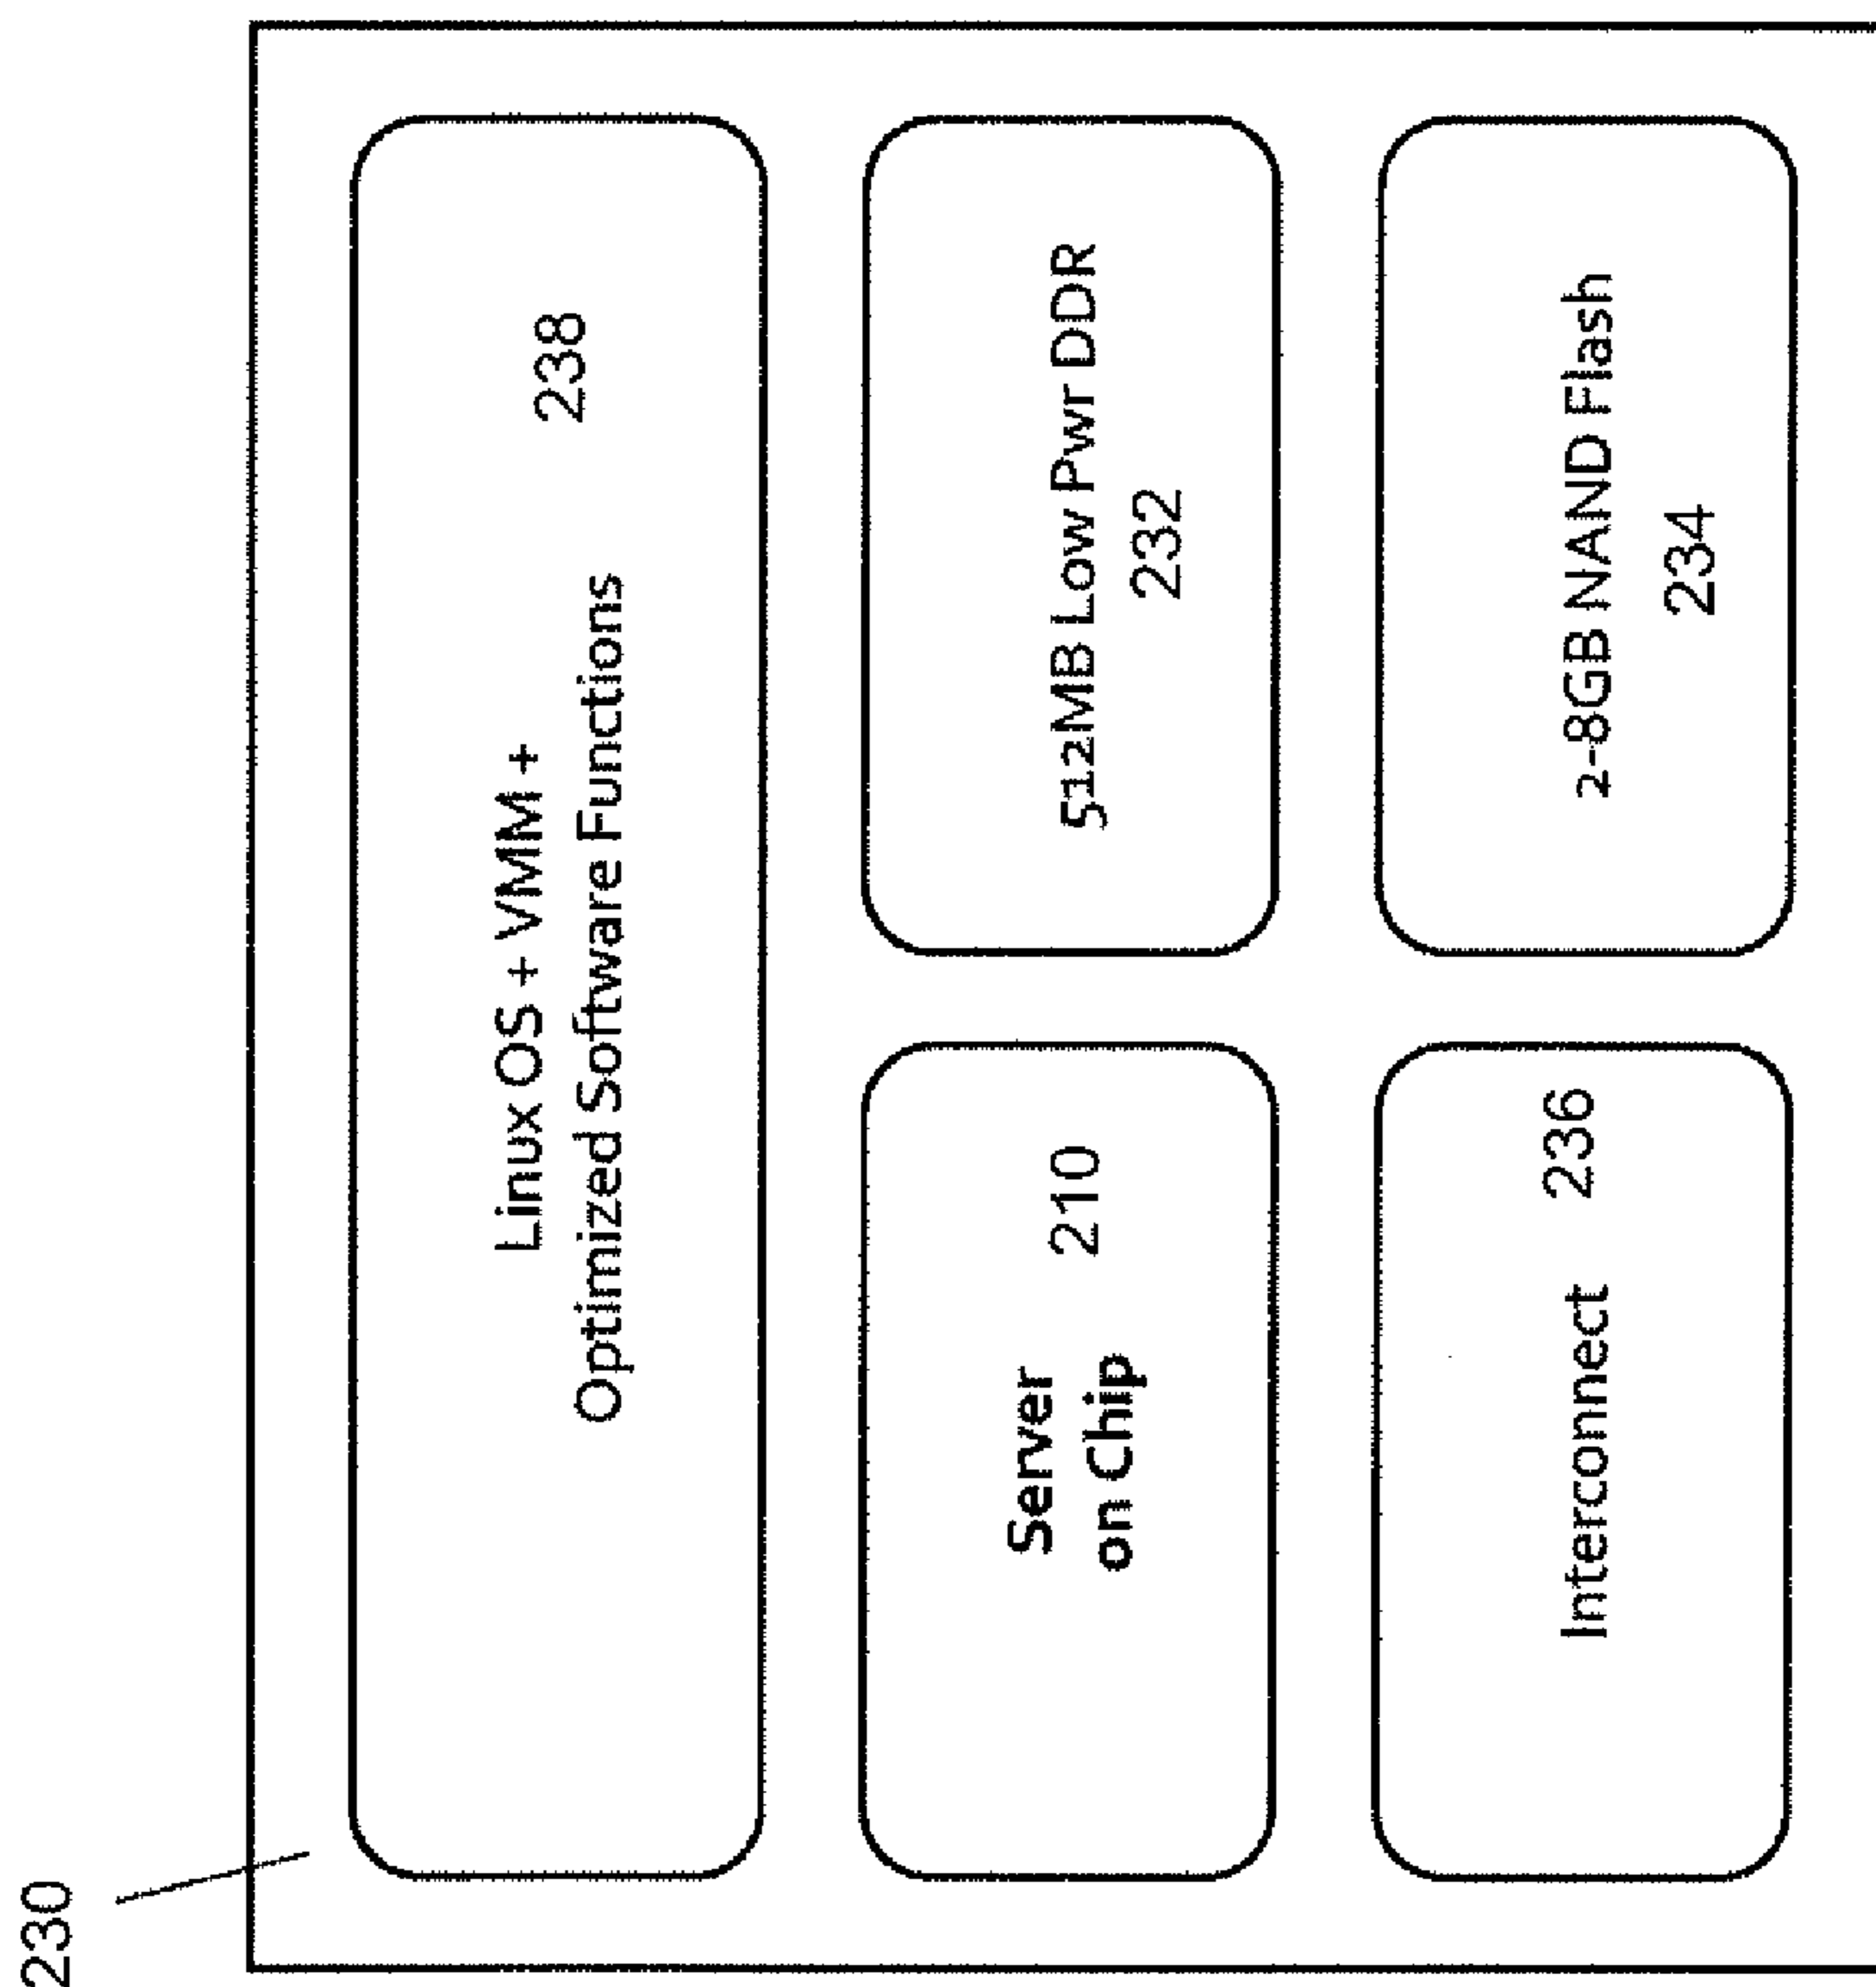 230
Linux OS + VMM +
Optimized Software Functions
238
Server
on Chip
210
512MB Low Pwr DDR
232
Interconnect
236
2-8GB NAND Flash
234